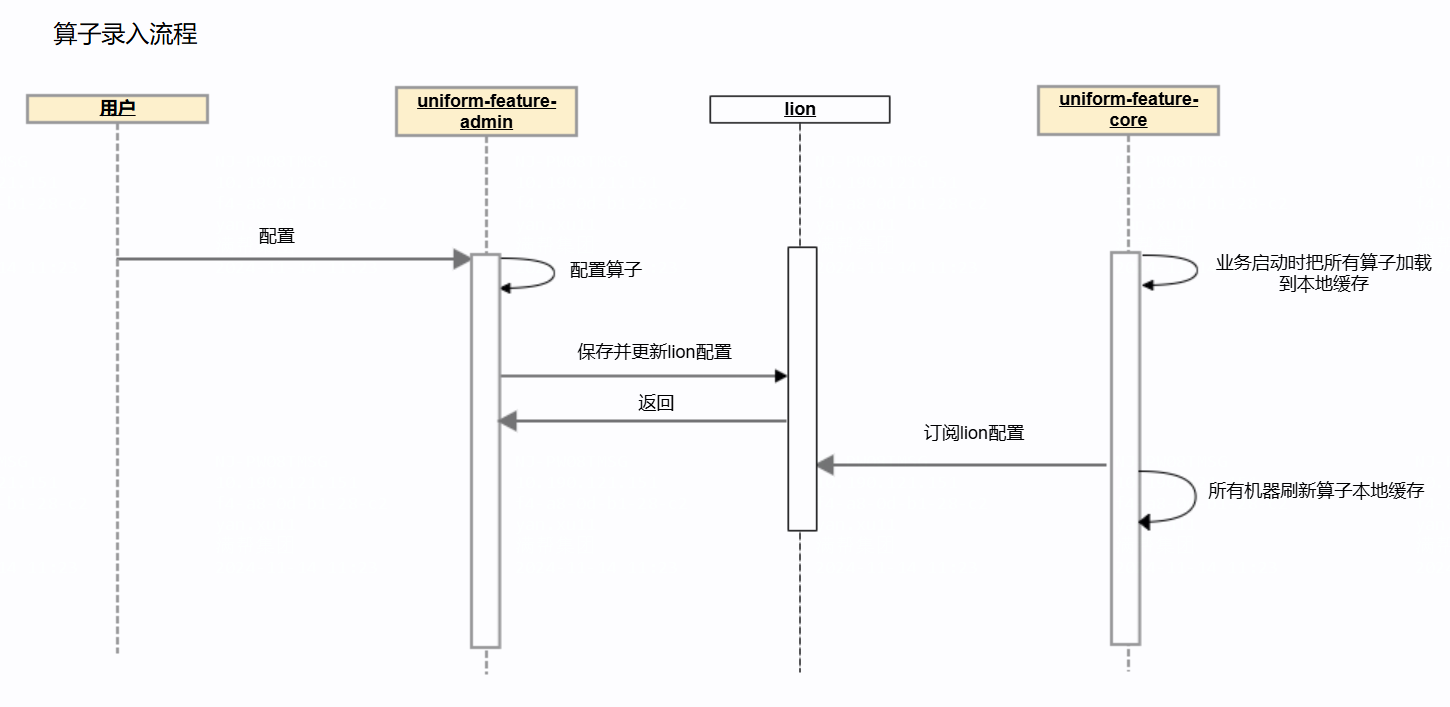 算子录入流程
用户
uniform-feature-
admin
lion
uniform-feature-
core
配置
配置算子
业务启动时把所有算子加载
到本地缓存
保存并更新lion配置
返回
订阅lion配置
所有机器刷新算子本地缓存